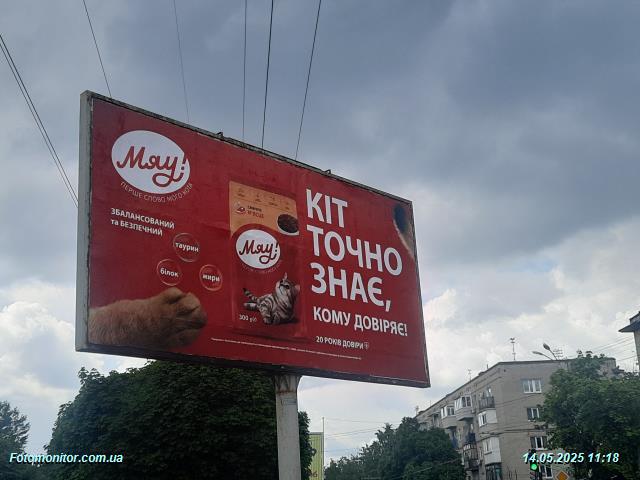 Мяу!
ПЕРШЕ СЛОВО МОГО КОТА
ЗБАЛАНСОВАНИЙ
та БЕЗПЕЧНИЙ
таурин
білок
жири
Мяу!
300 g/г
КІТ
ТОЧНО
ЗНАЄ,
КОМУ ДОВІРЯЄ!
20 РОКІВ ДОВІРИ
Fotomonitor.com.ua
14.05.2025 11:18